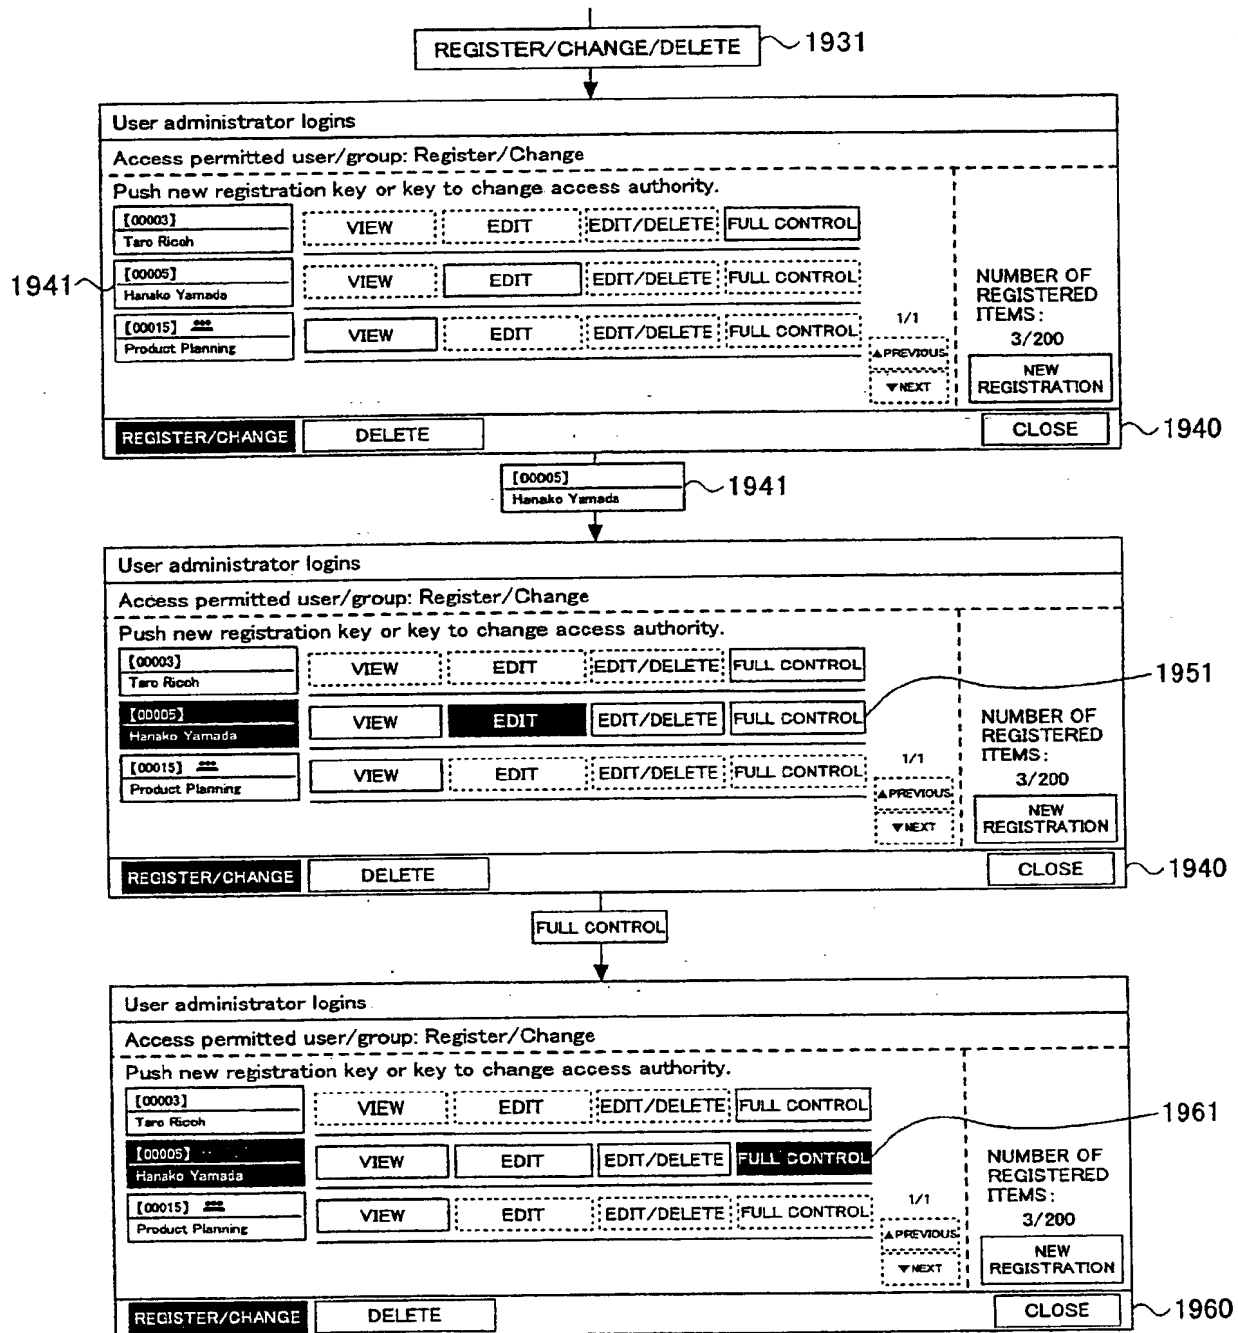 REGISTER/CHANGE/DELETE 1931
User administrator logins
Access permitted user/group: Register/Change
Push new registration key or key to change access authority.
[00003]
Taro Ricoh
VIEW EDIT EDIT/DELETE FULL CONTROL
1941
[00005]
Hanako Yamada
VIEW EDIT EDIT/DELETE FULL CONTROL
[00015]
Product Planning
VIEW EDIT EDIT/DELETE FULL CONTROL
1/1
▲PREVIOUS
▼NEXT
NUMBER OF
REGISTERED
ITEMS:
3/200
NEW
REGISTRATION
REGISTER/CHANGE DELETE CLOSE 1940
[00005]
Hanako Yamada
1941
User administrator logins
Access permitted user/group: Register/Change
Push new registration key or key to change access authority.
[00003]
Taro Ricoh
VIEW EDIT EDIT/DELETE FULL CONTROL
1951
[00005]
Hanako Yamada
VIEW EDIT EDIT/DELETE FULL CONTROL
[00015]
Product Planning
VIEW EDIT EDIT/DELETE FULL CONTROL
1/1
▲PREVIOUS
▼NEXT
NUMBER OF
REGISTERED
ITEMS:
3/200
NEW
REGISTRATION
REGISTER/CHANGE DELETE CLOSE 1940
FULL CONTROL
User administrator logins
Access permitted user/group: Register/Change
Push new registration key or key to change access authority.
[00003]
Taro Ricoh
VIEW EDIT EDIT/DELETE FULL CONTROL
1961
[00005]
Hanako Yamada
VIEW EDIT EDIT/DELETE FULL CONTROL
[00015]
Product Planning
VIEW EDIT EDIT/DELETE FULL CONTROL
1/1
▲PREVIOUS
▼NEXT
NUMBER OF
REGISTERED
ITEMS:
3/200
NEW
REGISTRATION
REGISTER/CHANGE DELETE CLOSE 1960